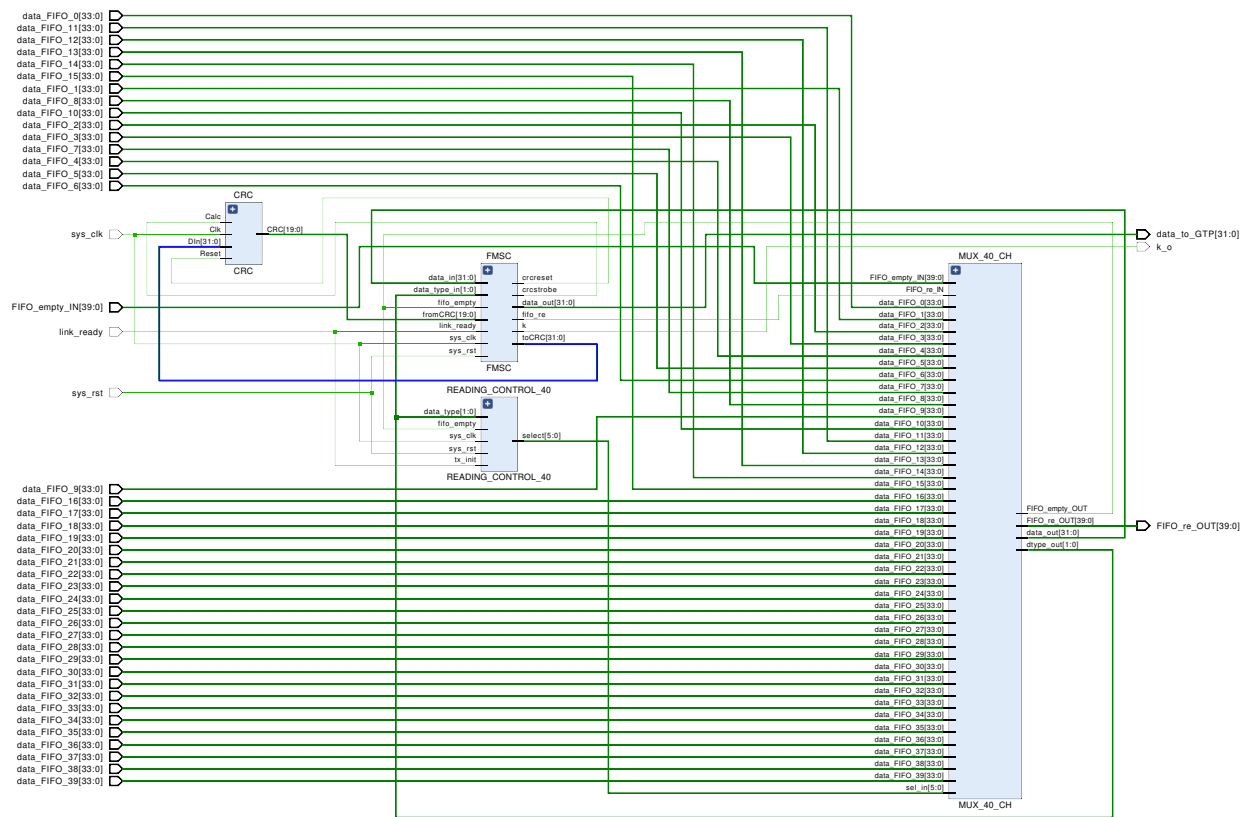 data_FIFO_0[33:0]
data_FIFO_11[33:0]
data_FIFO_12[33:0]
data_FIFO_13[33:0]
data_FIFO_14[33:0]
data_FIFO_15[33:0]
data_FIFO_1[33:0]
data_FIFO_8[33:0]
data_FIFO_10[33:0]
data_FIFO_2[33:0]
data_FIFO_3[33:0]
data_FIFO_7[33:0]
data_FIFO_4[33:0]
data_FIFO_5[33:0]
data_FIFO_6[33:0]
sys_clk
FIFO_empty_IN[39:0]
link_ready
sys_rst
data_FIFO_9[33:0]
data_FIFO_16[33:0]
data_FIFO_17[33:0]
data_FIFO_18[33:0]
data_FIFO_19[33:0]
data_FIFO_20[33:0]
data_FIFO_21[33:0]
data_FIFO_22[33:0]
data_FIFO_23[33:0]
data_FIFO_24[33:0]
data_FIFO_25[33:0]
data_FIFO_26[33:0]
data_FIFO_27[33:0]
data_FIFO_28[33:0]
data_FIFO_29[33:0]
data_FIFO_30[33:0]
data_FIFO_31[33:0]
data_FIFO_32[33:0]
data_FIFO_33[33:0]
data_FIFO_34[33:0]
data_FIFO_35[33:0]
data_FIFO_36[33:0]
data_FIFO_37[33:0]
data_FIFO_38[33:0]
data_FIFO_39[33:0]
CRC
Calc
Clk
DIn[31:0]
Reset
CRC[19:0]
CRC
FMSC
data_in[31:0]
data_type_in[1:0]
fifo_empty
fromCRC[19:0]
link_ready
sys_clk
sys_rst
crcreset
crcstrobe
data_out[31:0]
fifo_re
k
toCRC[31:0]
FMSC
READING_CONTROL_40
data_type[1:0]
fifo_empty
sys_clk
sys_rst
tx_init
select[5:0]
READING_CONTROL_40
MUX_40_CH
FIFO_empty_IN[39:0]
FIFO_re_IN
data_FIFO_0[33:0]
data_FIFO_1[33:0]
data_FIFO_2[33:0]
data_FIFO_3[33:0]
data_FIFO_4[33:0]
data_FIFO_5[33:0]
data_FIFO_6[33:0]
data_FIFO_7[33:0]
data_FIFO_8[33:0]
data_FIFO_9[33:0]
data_FIFO_10[33:0]
data_FIFO_11[33:0]
data_FIFO_12[33:0]
data_FIFO_13[33:0]
data_FIFO_14[33:0]
data_FIFO_15[33:0]
data_FIFO_16[33:0]
data_FIFO_17[33:0]
data_FIFO_18[33:0]
data_FIFO_19[33:0]
data_FIFO_20[33:0]
data_FIFO_21[33:0]
data_FIFO_22[33:0]
data_FIFO_23[33:0]
data_FIFO_24[33:0]
data_FIFO_25[33:0]
data_FIFO_26[33:0]
data_FIFO_27[33:0]
data_FIFO_28[33:0]
data_FIFO_29[33:0]
data_FIFO_30[33:0]
data_FIFO_31[33:0]
data_FIFO_32[33:0]
data_FIFO_33[33:0]
data_FIFO_34[33:0]
data_FIFO_35[33:0]
data_FIFO_36[33:0]
data_FIFO_37[33:0]
data_FIFO_38[33:0]
data_FIFO_39[33:0]
sel_in[5:0]
FIFO_empty_OUT
FIFO_re_OUT[39:0]
data_out[31:0]
dtype_out[1:0]
MUX_40_CH
data_to_GTP[31:0]
k_o
FIFO_re_OUT[39:0]